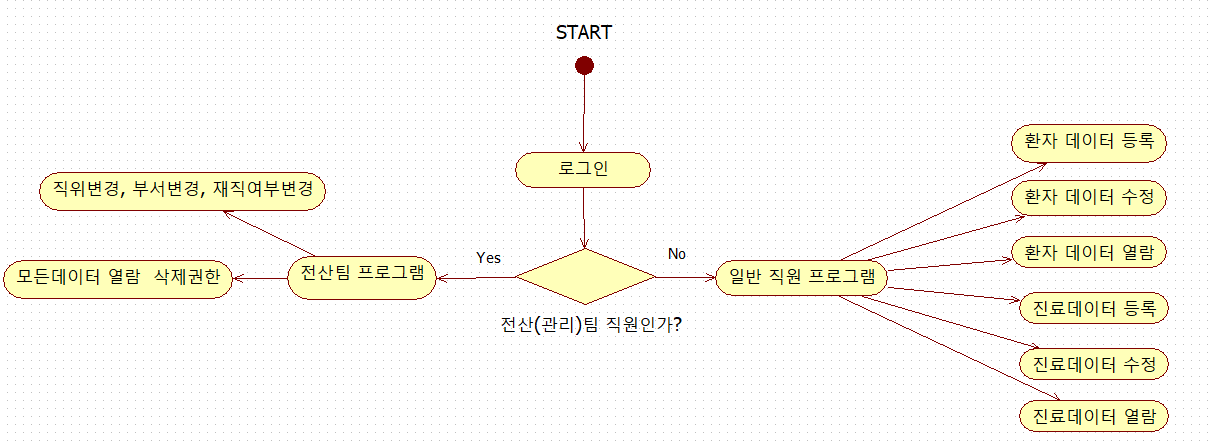 START
로그인
전산(관리)팀 직원인가?
Yes
전산팀 프로그램
직위변경, 부서변경, 재직여부변경
모든데이터 열람  삭제권한
No
일반 직원 프로그램
환자 데이터 등록
환자 데이터 수정
환자 데이터 열람
진료데이터 등록
진료데이터 수정
진료데이터 열람